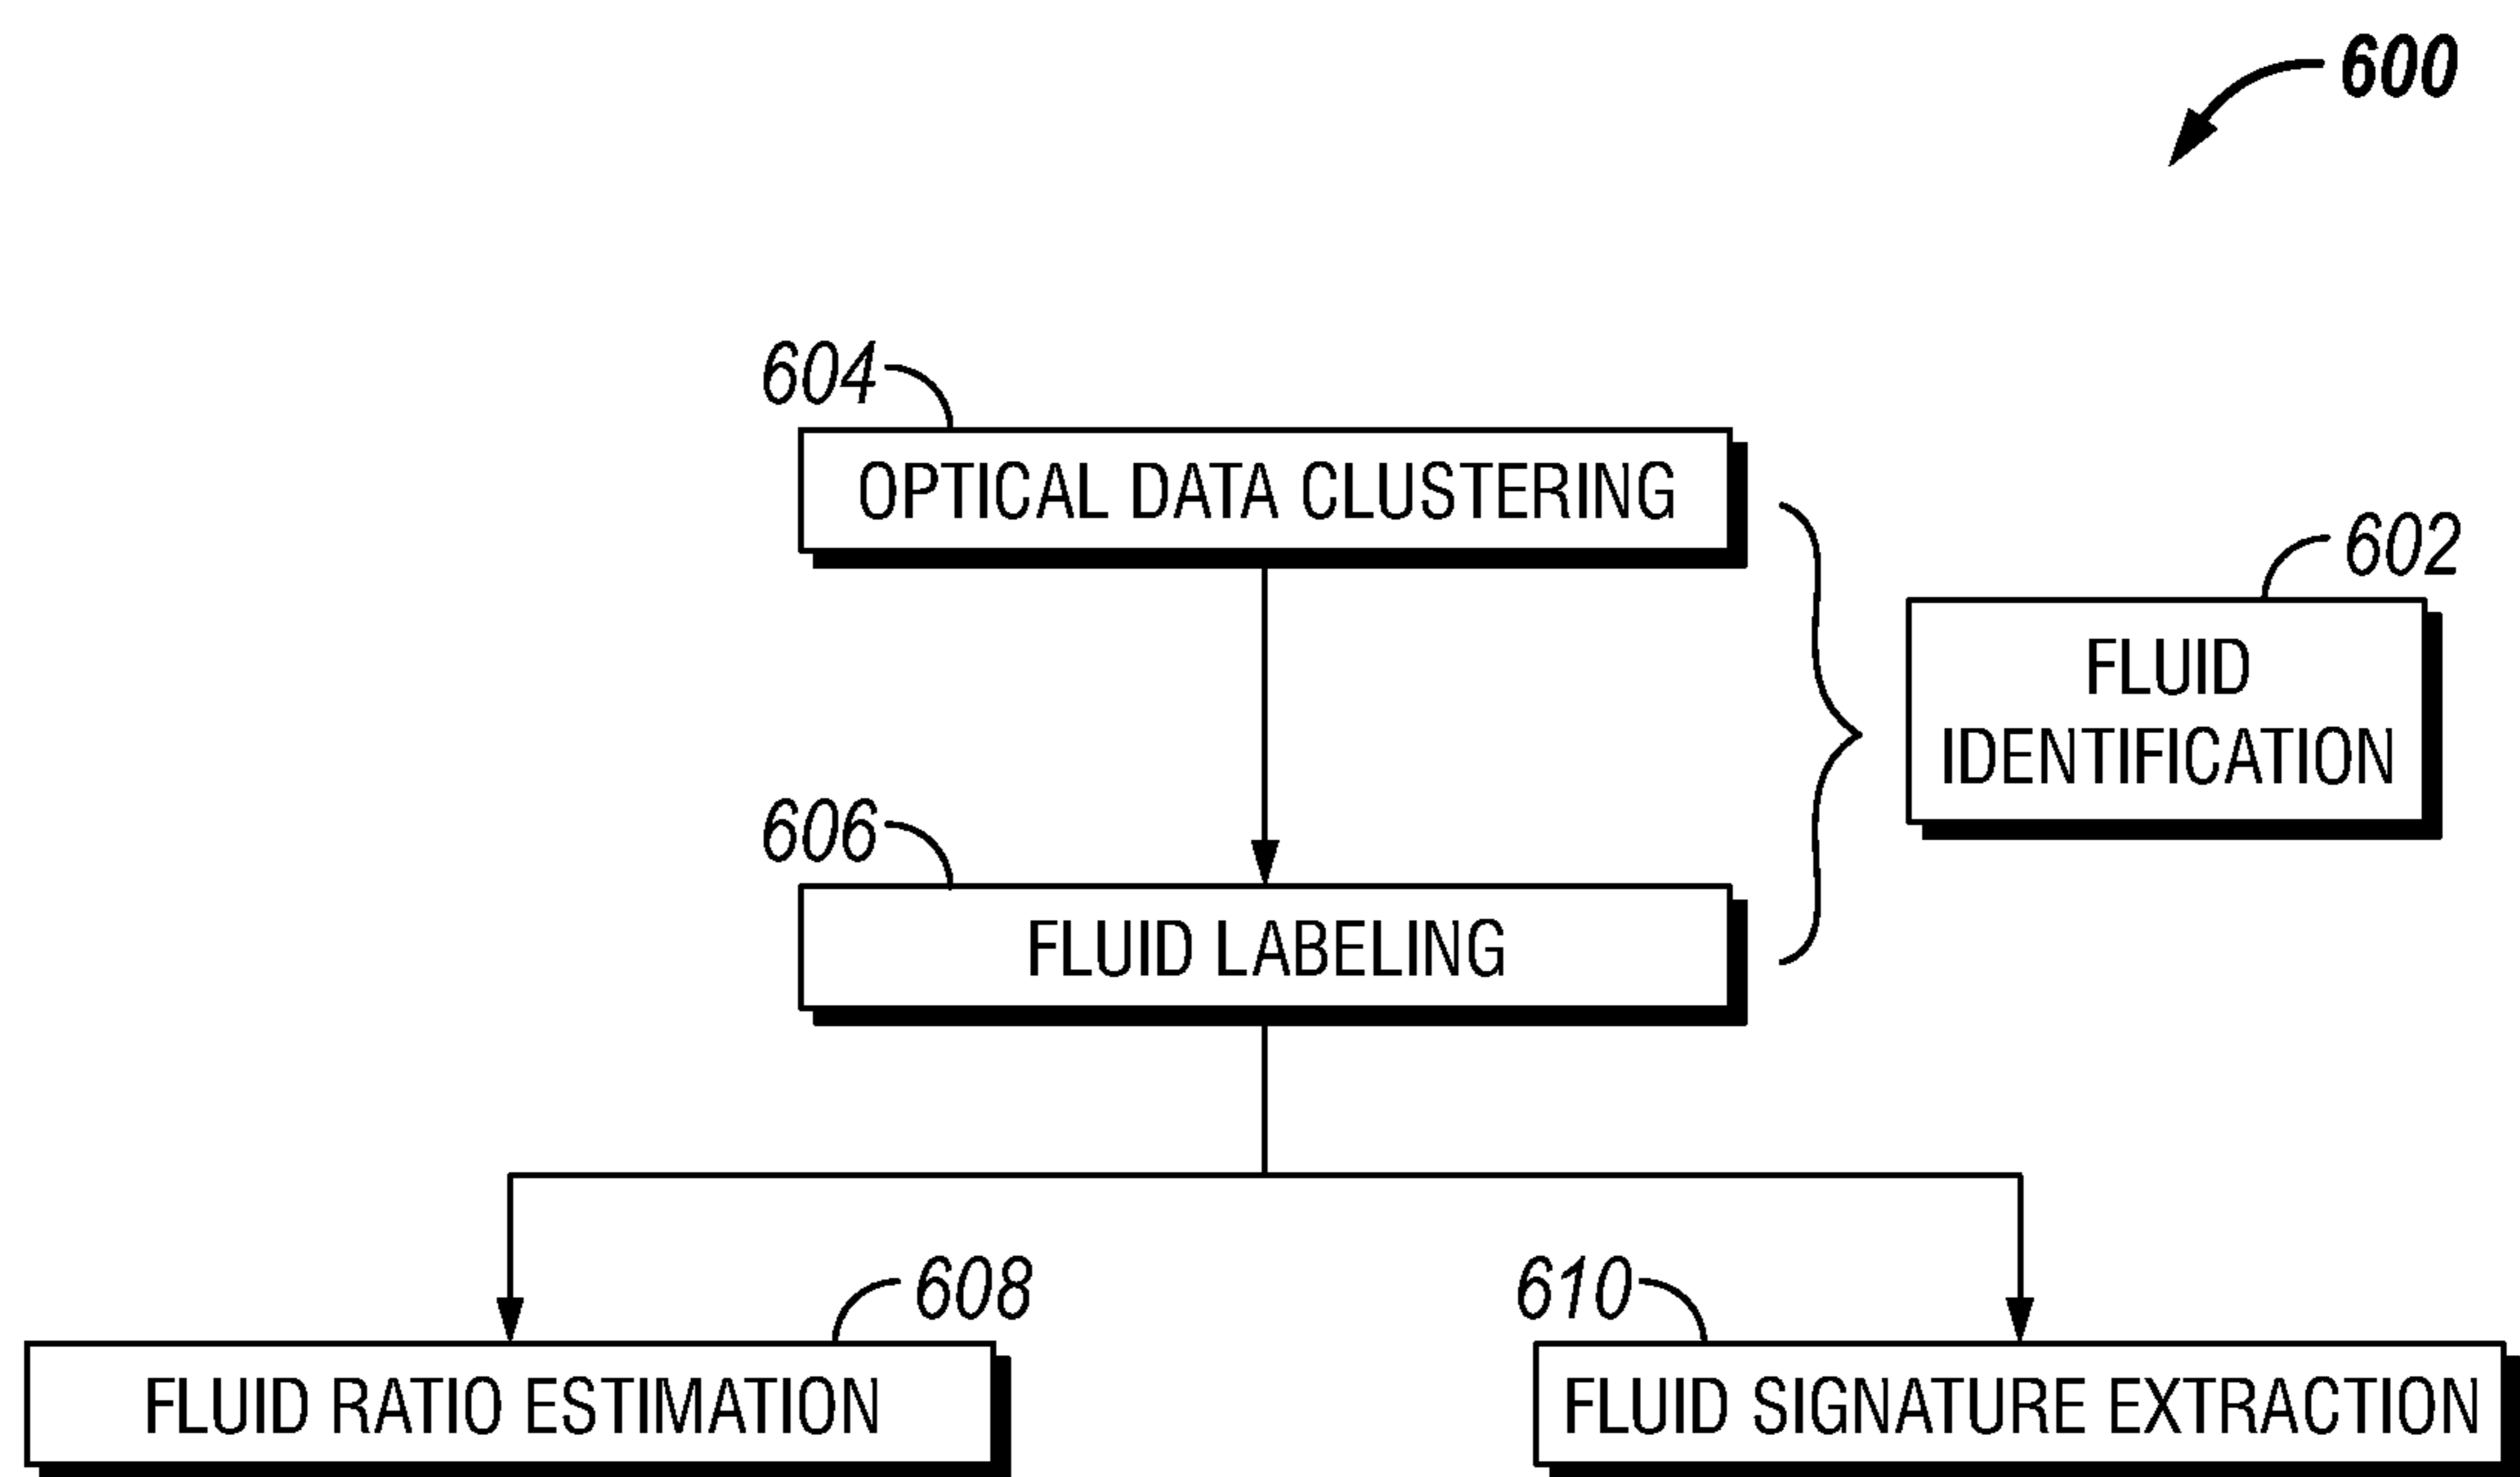 600
604
OPTICAL DATA CLUSTERING
602
FLUID
IDENTIFICATION
606
FLUID LABELING
608
FLUID RATIO ESTIMATION
610
FLUID SIGNATURE EXTRACTION